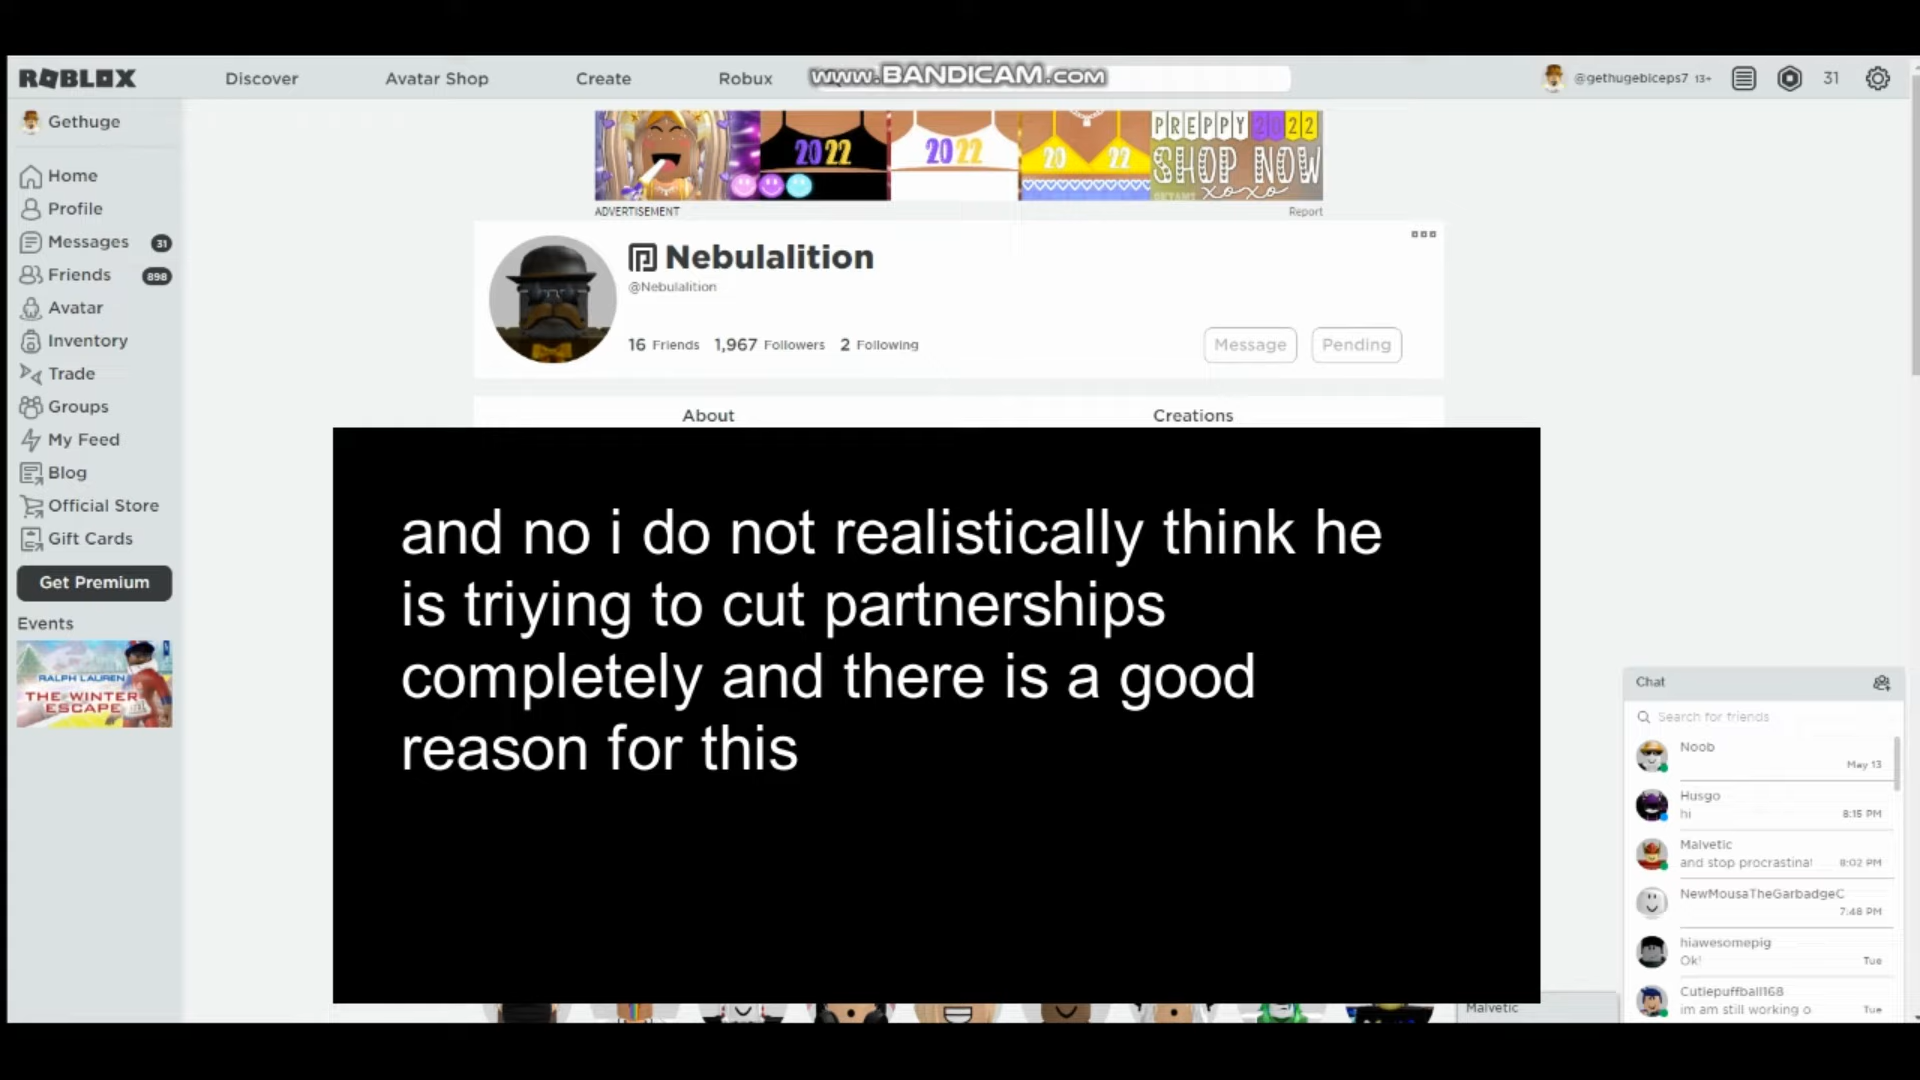 ROBLOX Discover Avatar Shop Create Robux www.BANDICAM.com @gethugebiceps7 13+ 31
Gethuge
Home
Profile
Messages 31
Friends 898
Avatar
Inventory
Trade
Groups
My Feed
Blog
Official Store
Gift Cards
Get Premium
Events
RALPH LAUREN
THE WINTER
ESCAPE
2022
2022
20 22
PREPPY 2022
SHOP NOW
xoxo
ADVERTISEMENT Report
Nebulalition
@Nebulalition
16 Friends 1,967 Followers 2 Following
Message Pending
About Creations
and no i do not realistically think he
is triying to cut partnerships
completely and there is a good
reason for this
Malvetic
Chat
Search for friends
Noob
May 13
Husgo
hi 8:15 PM
Malvetic
and stop procrastinat 8:02 PM
NewMousaTheGarbadgeC
7:48 PM
hiawesomepig
Ok! Tue
Cutiepuffball168
im am still working o Tue